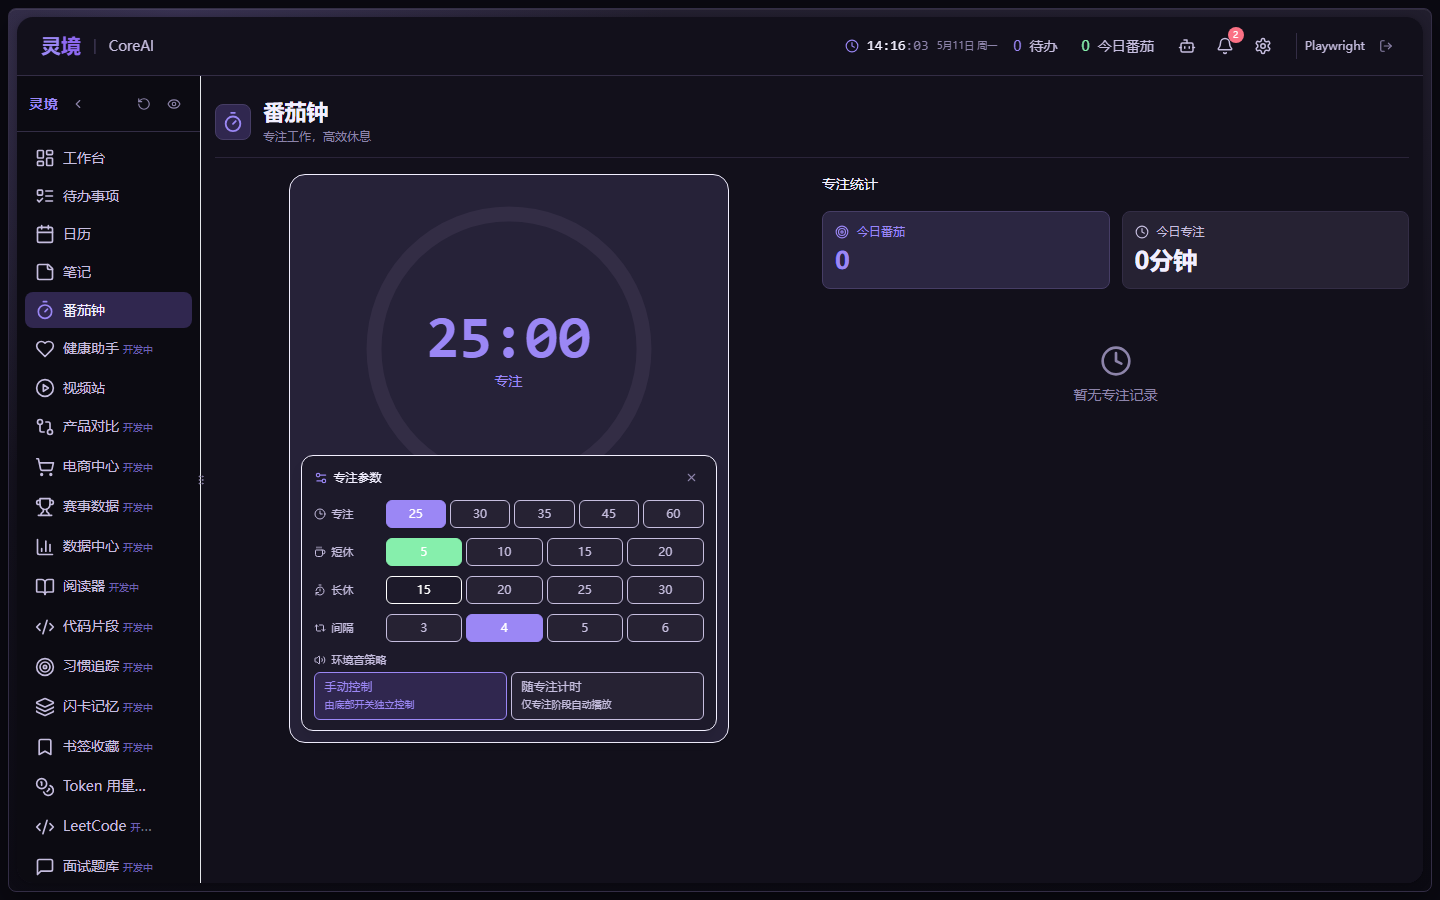 灵境 | CoreAI
14:16:03 5月11日 周一 0 待办 0 今日番茄 2 Playwright
灵境
工作台
待办事项
日历
笔记
番茄钟
健康助手 开发中
视频站
产品对比 开发中
电商中心 开发中
赛事数据 开发中
数据中心 开发中
阅读器 开发中
代码片段 开发中
习惯追踪 开发中
闪卡记忆 开发中
书签收藏 开发中
Token 用量...
LeetCode 开...
面试题库 开发中
番茄钟
专注工作，高效休息
25:00
专注
专注参数
专注 25 30 35 45 60
短休 5 10 15 20
长休 15 20 25 30
间隔 3 4 5 6
环境音策略
手动控制
由底部开关独立控制
随专注计时
仅专注阶段自动播放
专注统计
今日番茄
0
今日专注
0分钟
暂无专注记录